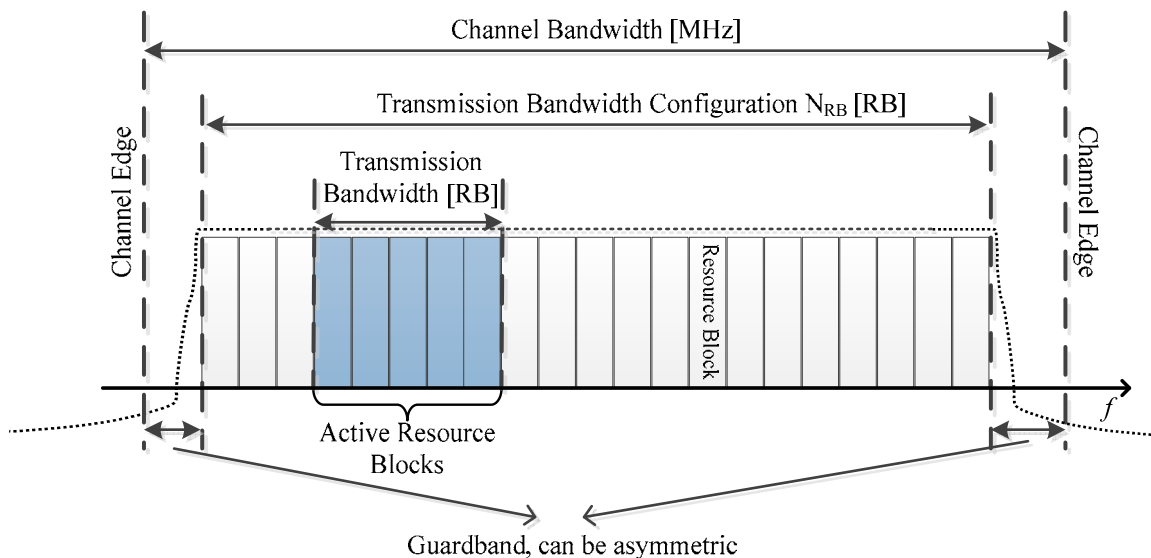 Channel Bandwidth [MHz]
Transmission Bandwidth Configuration NRB [RB]
Channel Edge
Transmission
Bandwidth [RB]
Channel Edge
Resource Block
f
Active Resource
Blocks
Guardband, can be asymmetric